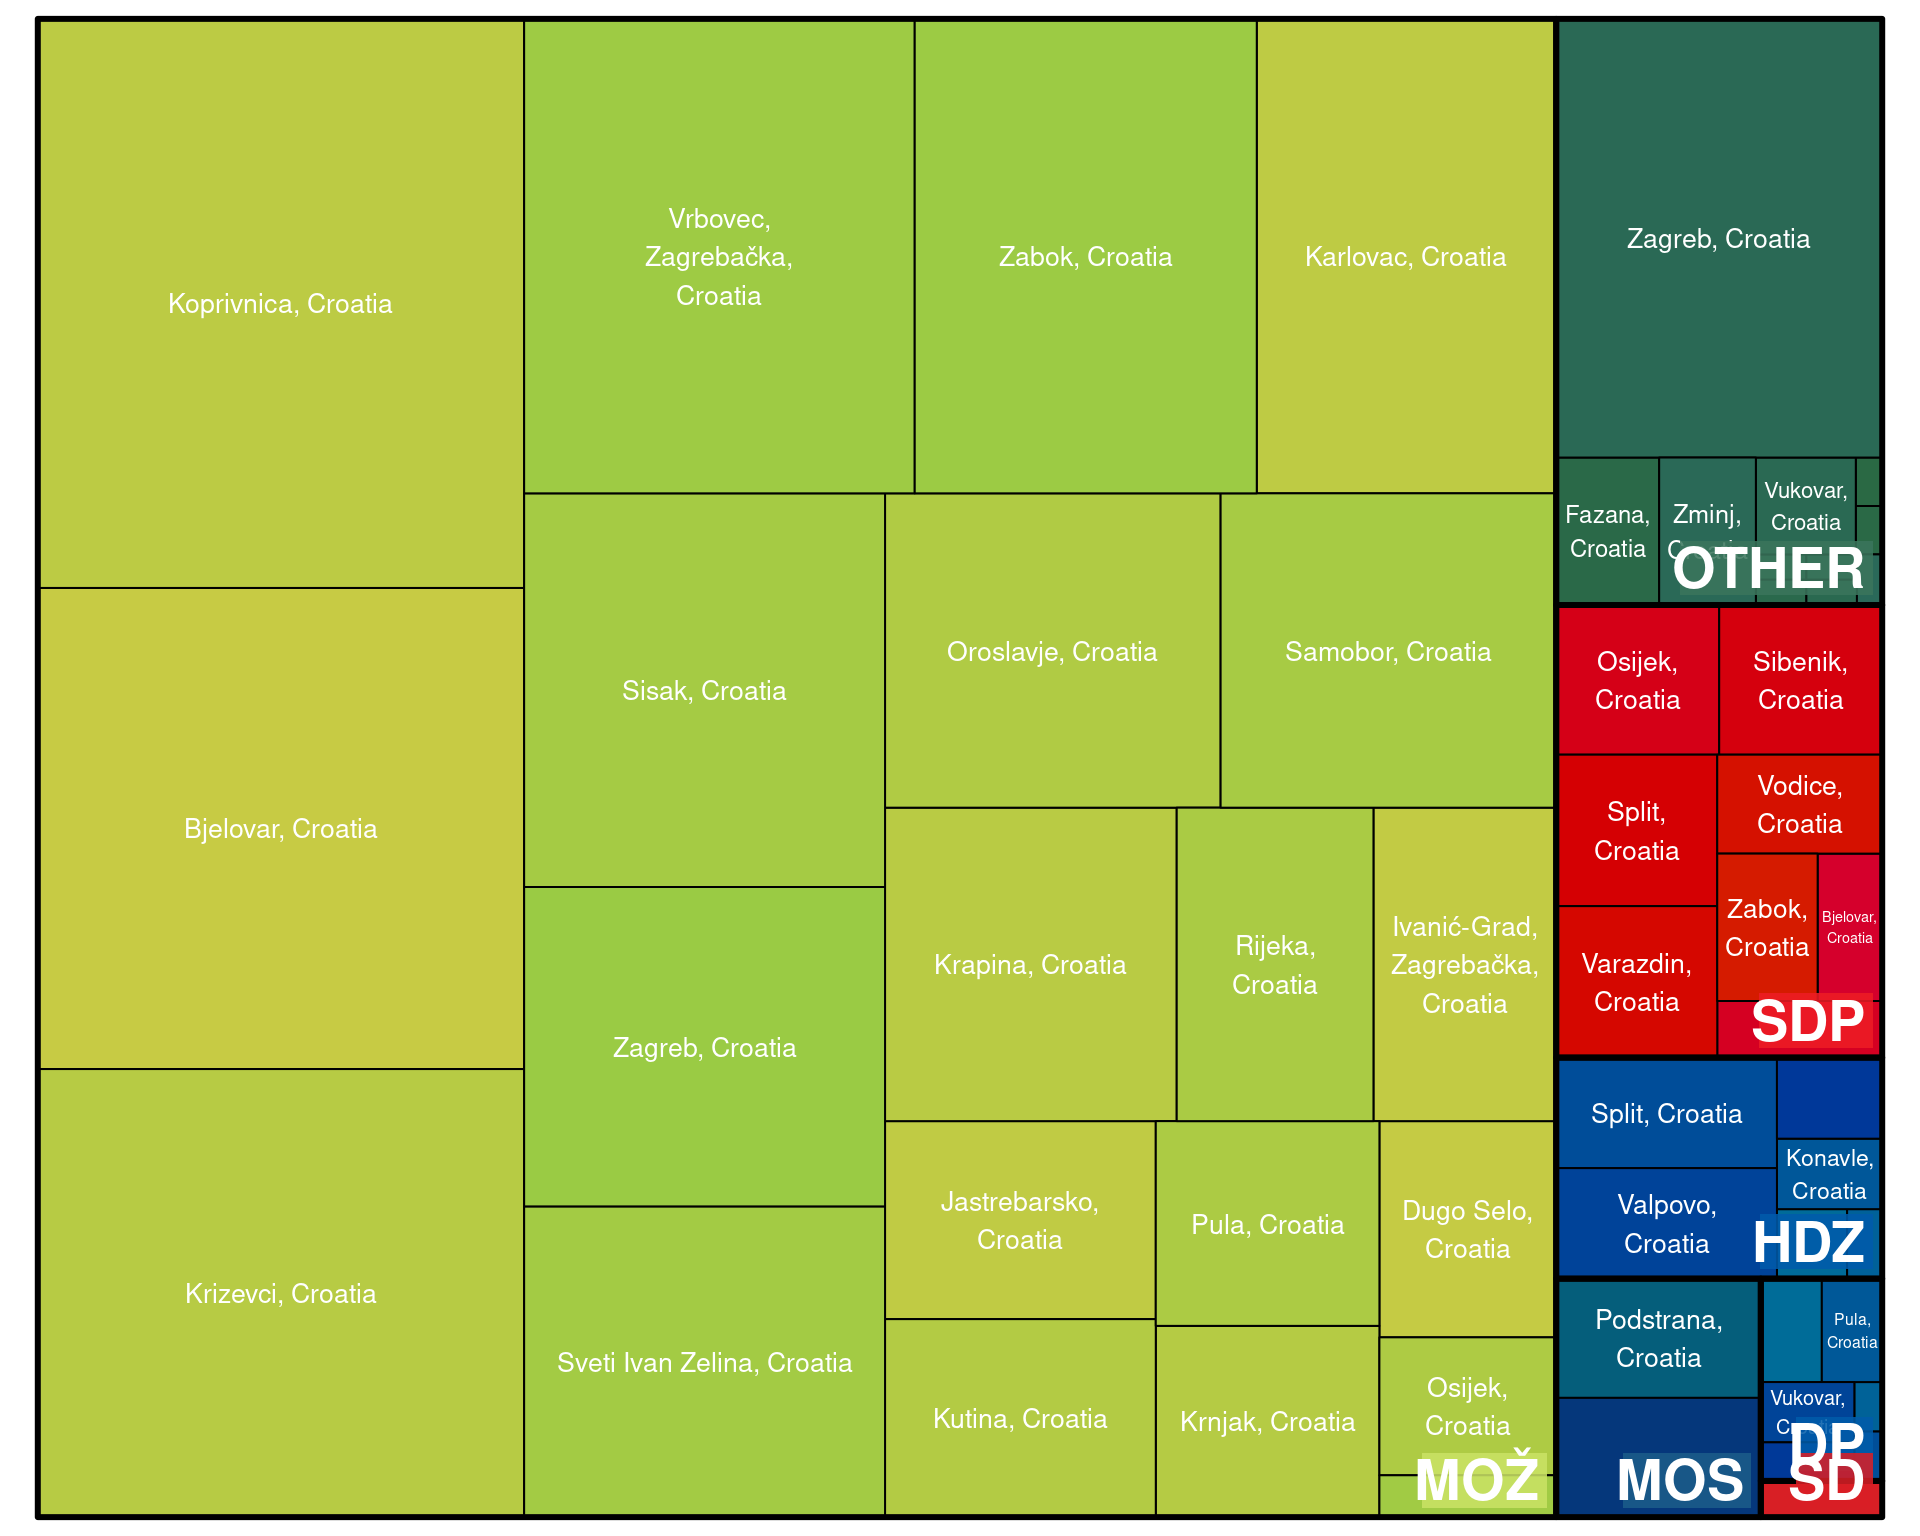 Koprivnica, Croatia
Bjelovar, Croatia
Krizevci, Croatia
Vrbovec,
Zagrebačka,
Croatia
Zabok, Croatia
Karlovac, Croatia
Sisak, Croatia
Oroslavje, Croatia
Samobor, Croatia
Zagreb, Croatia
Krapina, Croatia
Rijeka,
Croatia
Ivanić-Grad,
Zagrebačka,
Croatia
Sveti Ivan Zelina, Croatia
Jastrebarsko,
Croatia
Pula, Croatia
Dugo Selo,
Croatia
Kutina, Croatia
Krnjak, Croatia
Osijek,
Croatia
MOŽ
Zagreb, Croatia
Fazana,
Croatia
Zminj,
Vukovar,
Croatia
OTHER
Osijek,
Croatia
Sibenik,
Croatia
Split,
Croatia
Vodice,
Croatia
Varazdin,
Croatia
Zabok,
Croatia
Bjelovar,
Croatia
SDP
Split, Croatia
Konavle,
Croatia
Valpovo,
Croatia
HDZ
Podstrana,
Croatia
MOS
Pula,
Croatia
Vukovar,
DP
SD